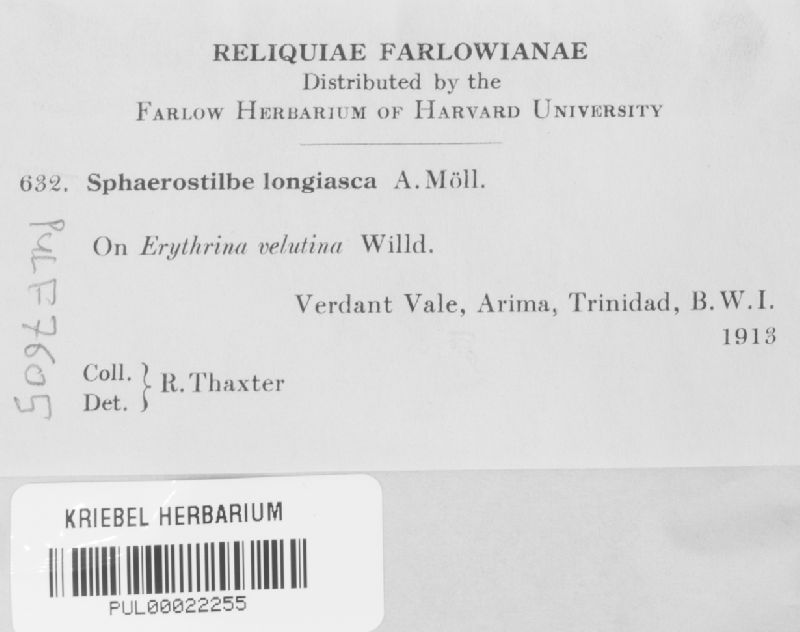 RELIQUIAE FARLOWIANAE
Distributed by the
FARLOW HERBARIUM OF HARVARD UNIVERSITY
632. Sphaerostilbe longiasca A. Möll.
On Erythrina velutina Willd.
Verdant Vale, Arima, Trinidad, B.W.I.
1913
Coll. } R. Thaxter
Det.
PUL F7605
KRIEBEL HERBARIUM
PUL00022255